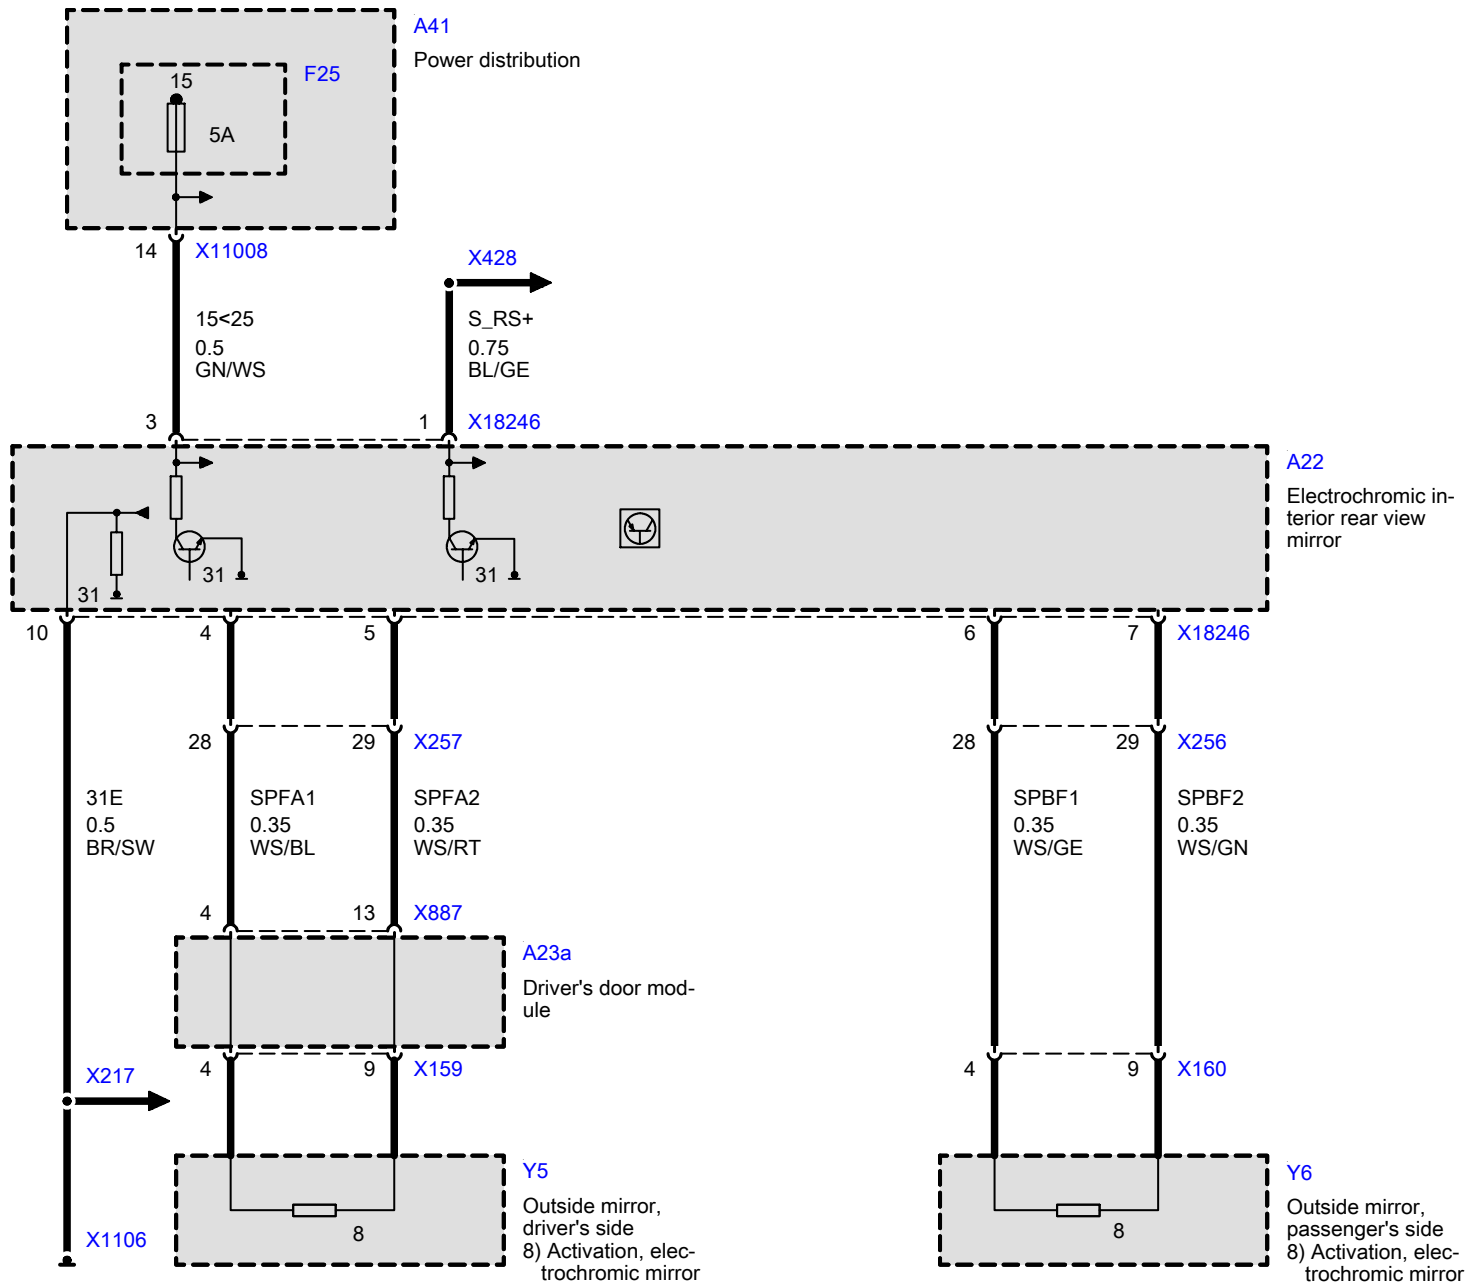 A41
Power distribution
F25
15
5A
14
X11008
X428
15<25
0.5
GN/WS
S_RS+
0.75
BL/GE
3
1
X18246
A22
Electrochromic in-
terior rear view
mirror
31
31
31
10
4
5
6
7
X18246
28
29
X257
28
29
X256
31E
0.5
BR/SW
SPFA1
0.35
WS/BL
SPFA2
0.35
WS/RT
SPBF1
0.35
WS/GE
SPBF2
0.35
WS/GN
4
13
X887
A23a
Driver's door mod-
ule
4
9
X159
4
9
X160
X217
X1106
Y5
Outside mirror,
driver's side
8) Activation, elec-
trochromic mirror
8
Y6
Outside mirror,
passenger's side
8) Activation, elec-
trochromic mirror
8